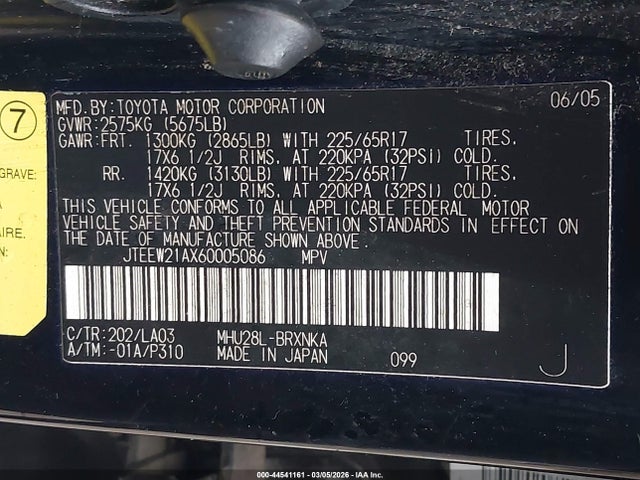 7
GRAVE:
A
AIRE.
MFD.BY:TOYOTA MOTOR CORPORATION 06/05
GVWR:2575KG (5675LB)
GAWR:FRT. 1300KG (2865LB) WITH 225/65R17 TIRES.
17X6 1/2J RIMS. AT 220KPA (32PSI) COLD.
RR. 1420KG (3130LB) WITH 225/65R17 TIRES.
17X6 1/2J RIMS. AT 220KPA (32PSI) COLD.
THIS VEHICLE CONFORMS TO ALL APPLICABLE FEDERAL MOTOR
VEHICLE SAFETY AND THEFT PREVENTION STANDARDS IN EFFECT ON
THE DATE OF MANUFACTURE SHOWN ABOVE.
JTEEW21AX60005086 MPV
C/TR:202/LA03 MHU28L-BRXNKA
A/TM:-01A/P310 MADE IN JAPAN 099 J
000-44541161 - 03/05/2026 - IAA Inc.